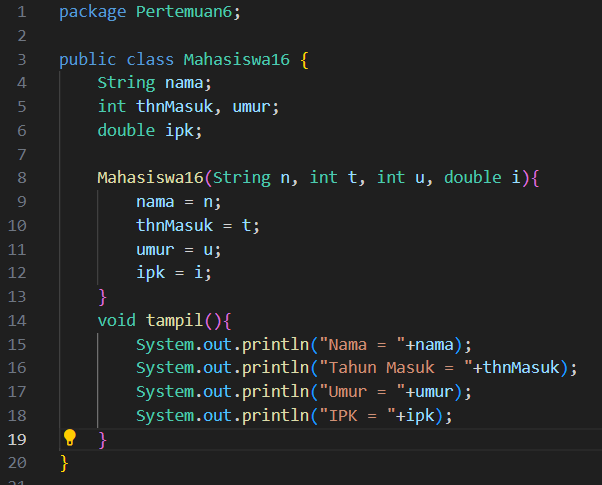 1 package Pertemuan6;
2
3 public class Mahasiswa16 {
4     String nama;
5     int thnMasuk, umur;
6     double ipk;
7
8     Mahasiswa16(String n, int t, int u, double i){
9         nama = n;
10         thnMasuk = t;
11         umur = u;
12         ipk = i;
13     }
14     void tampil(){
15         System.out.println("Nama = "+nama);
16         System.out.println("Tahun Masuk = "+thnMasuk);
17         System.out.println("Umur = "+umur);
18         System.out.println("IPK = "+ipk);
19     }
20 }